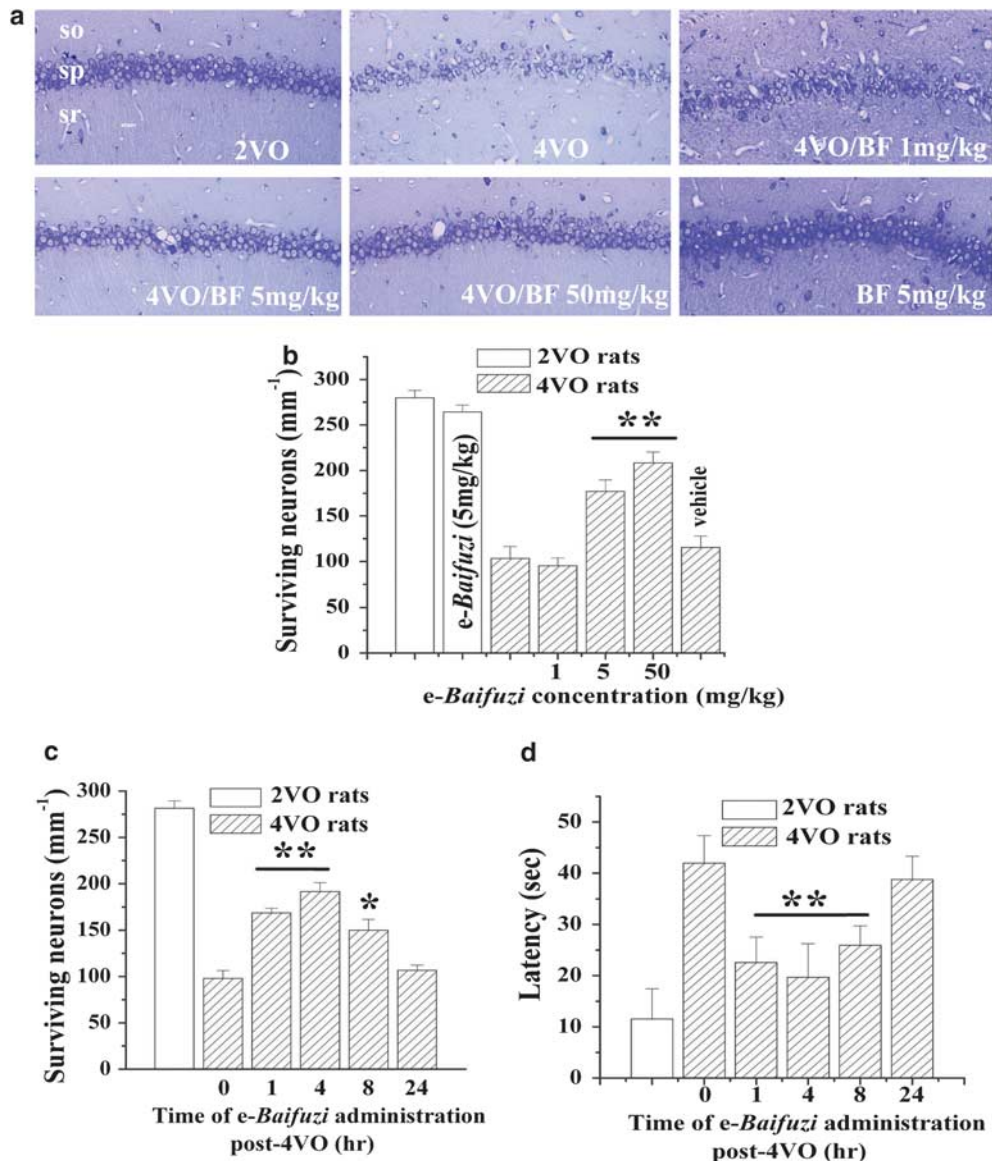 a
so
sp
sr
2VO
4VO
4VO/BF 1mg/kg
4VO/BF 5mg/kg
4VO/BF 50mg/kg
BF 5mg/kg
b
2VO rats
4VO rats
Surviving neurons (mm⁻¹)
300
250
200
150
100
50
0
e-Baifuzi (5mg/kg)
**
vehicle
1 5 50
e-Baifuzi concentration (mg/kg)
c
2VO rats
4VO rats
Surviving neurons (mm⁻¹)
300
250
200
150
100
50
0
**
*
0 1 4 8 24
Time of e-Baifuzi administration
post-4VO (hr)
d
2VO rats
4VO rats
Latency (sec)
50
40
30
20
10
0
**
0 1 4 8 24
Time of e-Baifuzi administration
post-4VO (hr)